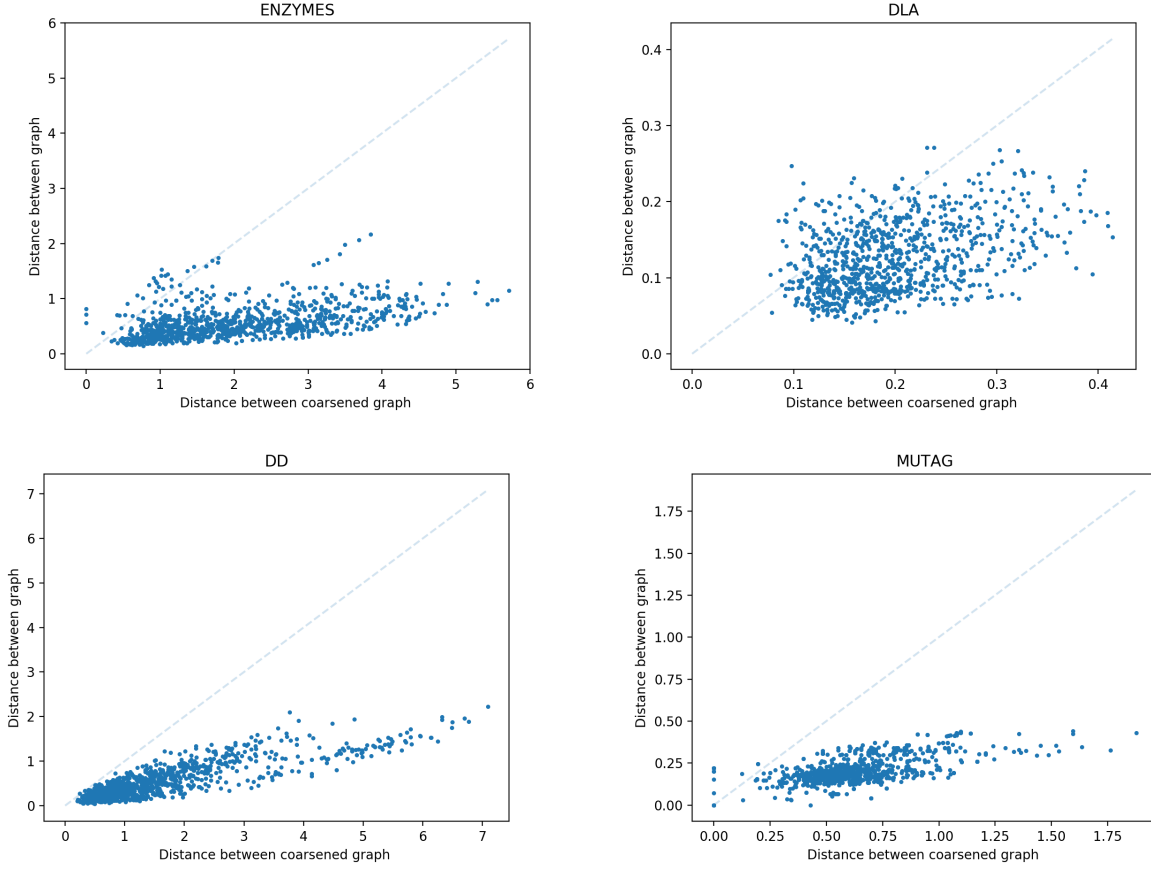 ENZYMES
6
5
4
3
2
1
0
Distance between graph
0 1 2 3 4 5 6
Distance between coarsened graph
DLA
0.4
0.3
0.2
0.1
0.0
Distance between graph
0.0 0.1 0.2 0.3 0.4
Distance between coarsened graph
DD
7
6
5
4
3
2
1
0
Distance between graph
0 1 2 3 4 5 6 7
Distance between coarsened graph
MUTAG
1.75
1.50
1.25
1.00
0.75
0.50
0.25
0.00
Distance between graph
0.00 0.25 0.50 0.75 1.00 1.25 1.50 1.75
Distance between coarsened graph